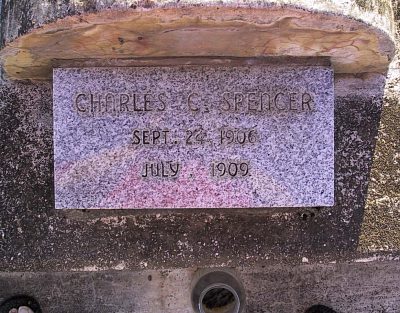 CHARLES C. SPENCER
SEPT. 24, 1906
JULY . 1909